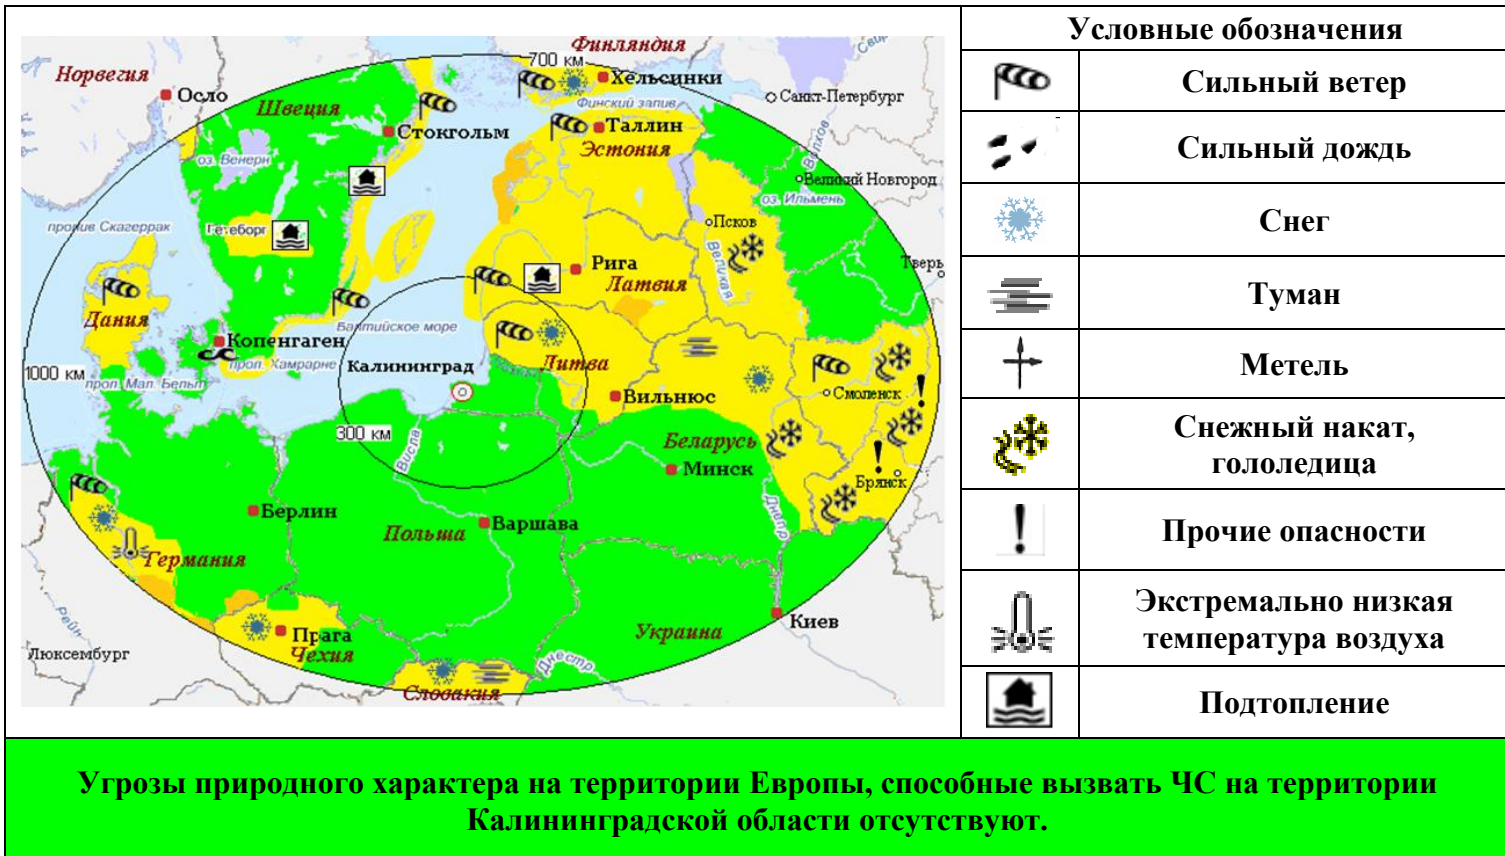 Финляндия
700 км
Норвегия
Хельсинки
Осло
Швеция
Финский залив
Санкт-Петербург
Стокгольм
Таллин
Эстония
Волхов
оз. Венерн
Великий Новгород
оз. Ильмень
пролив Скагеррак
Гетеборг
Псков
Великая
Рига
Тверь
Латвия
Дания
Балтийское море
Копенгаген
прол. Хамрарне
Калининград
Литва
1000 км
прол. Мал. Бельт
Вильнюс
Смоленск
300 км
Висла
Беларусь
Минск
Брянск
Берлин
Варшава
Днепр
Польша
Германия
Рейн
Прага
Чехия
Украина
Киев
Люксембург
Днестр
Словакия
Условные обозначения
Сильный ветер
Сильный дождь
Снег
Туман
Метель
Снежный накат,
гололедица
Прочие опасности
Экстремально низкая
температура воздуха
Подтопление
Угрозы природного характера на территории Европы, способные вызвать ЧС на территории
Калининградской области отсутствуют.